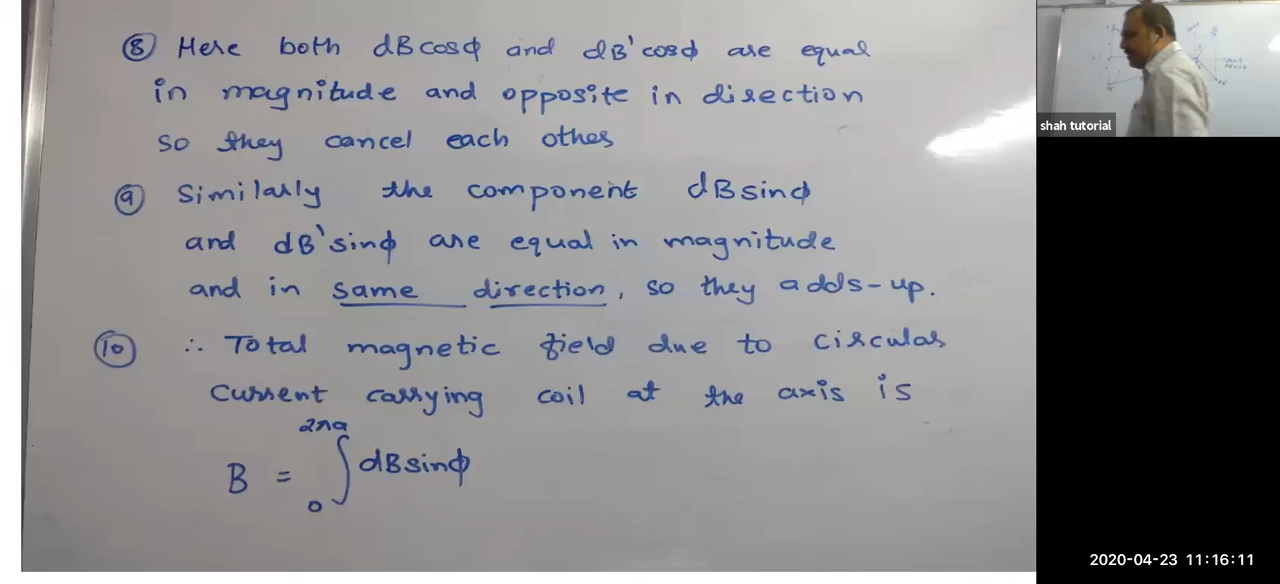 ⑧ Here both dBcosϕ and dB'cosϕ are equal
in magnitude and opposite in direction
so they cancel each other
⑨ Similarly the component dBsinϕ
and dB'sinϕ are equal in magnitude
and in same direction, so they adds-up.
⑩ ∴ Total magnetic field due to circular
current carrying coil at the axis is
2πa
B = ∫ dBsinϕ
0
shah tutorial
2020-04-23 11:16:11